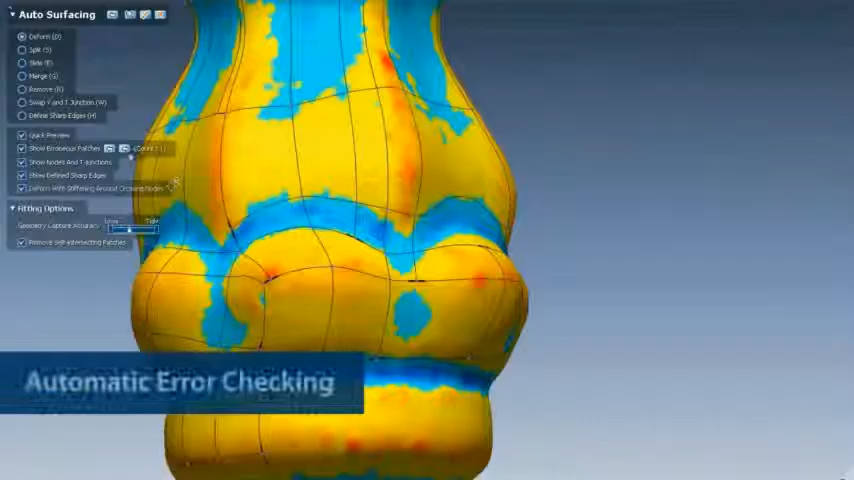 Auto Surfacing
Deform (D)
Split (S)
Slide (E)
Merge (G)
Remove (R)
Swap V and T Junction (W)
Define Sharp Edges (H)
Quick Preview
Show Erroneous Patches (Count 1)
Show Nodes And T-Junctions
Show Defined Sharp Edges
Deform With Stiffening Around Crossing Nodes
Fitting Options
Loose Tight
Geometry Capture Accuracy
Remove Self-Intersecting Patches
Automatic Error Checking